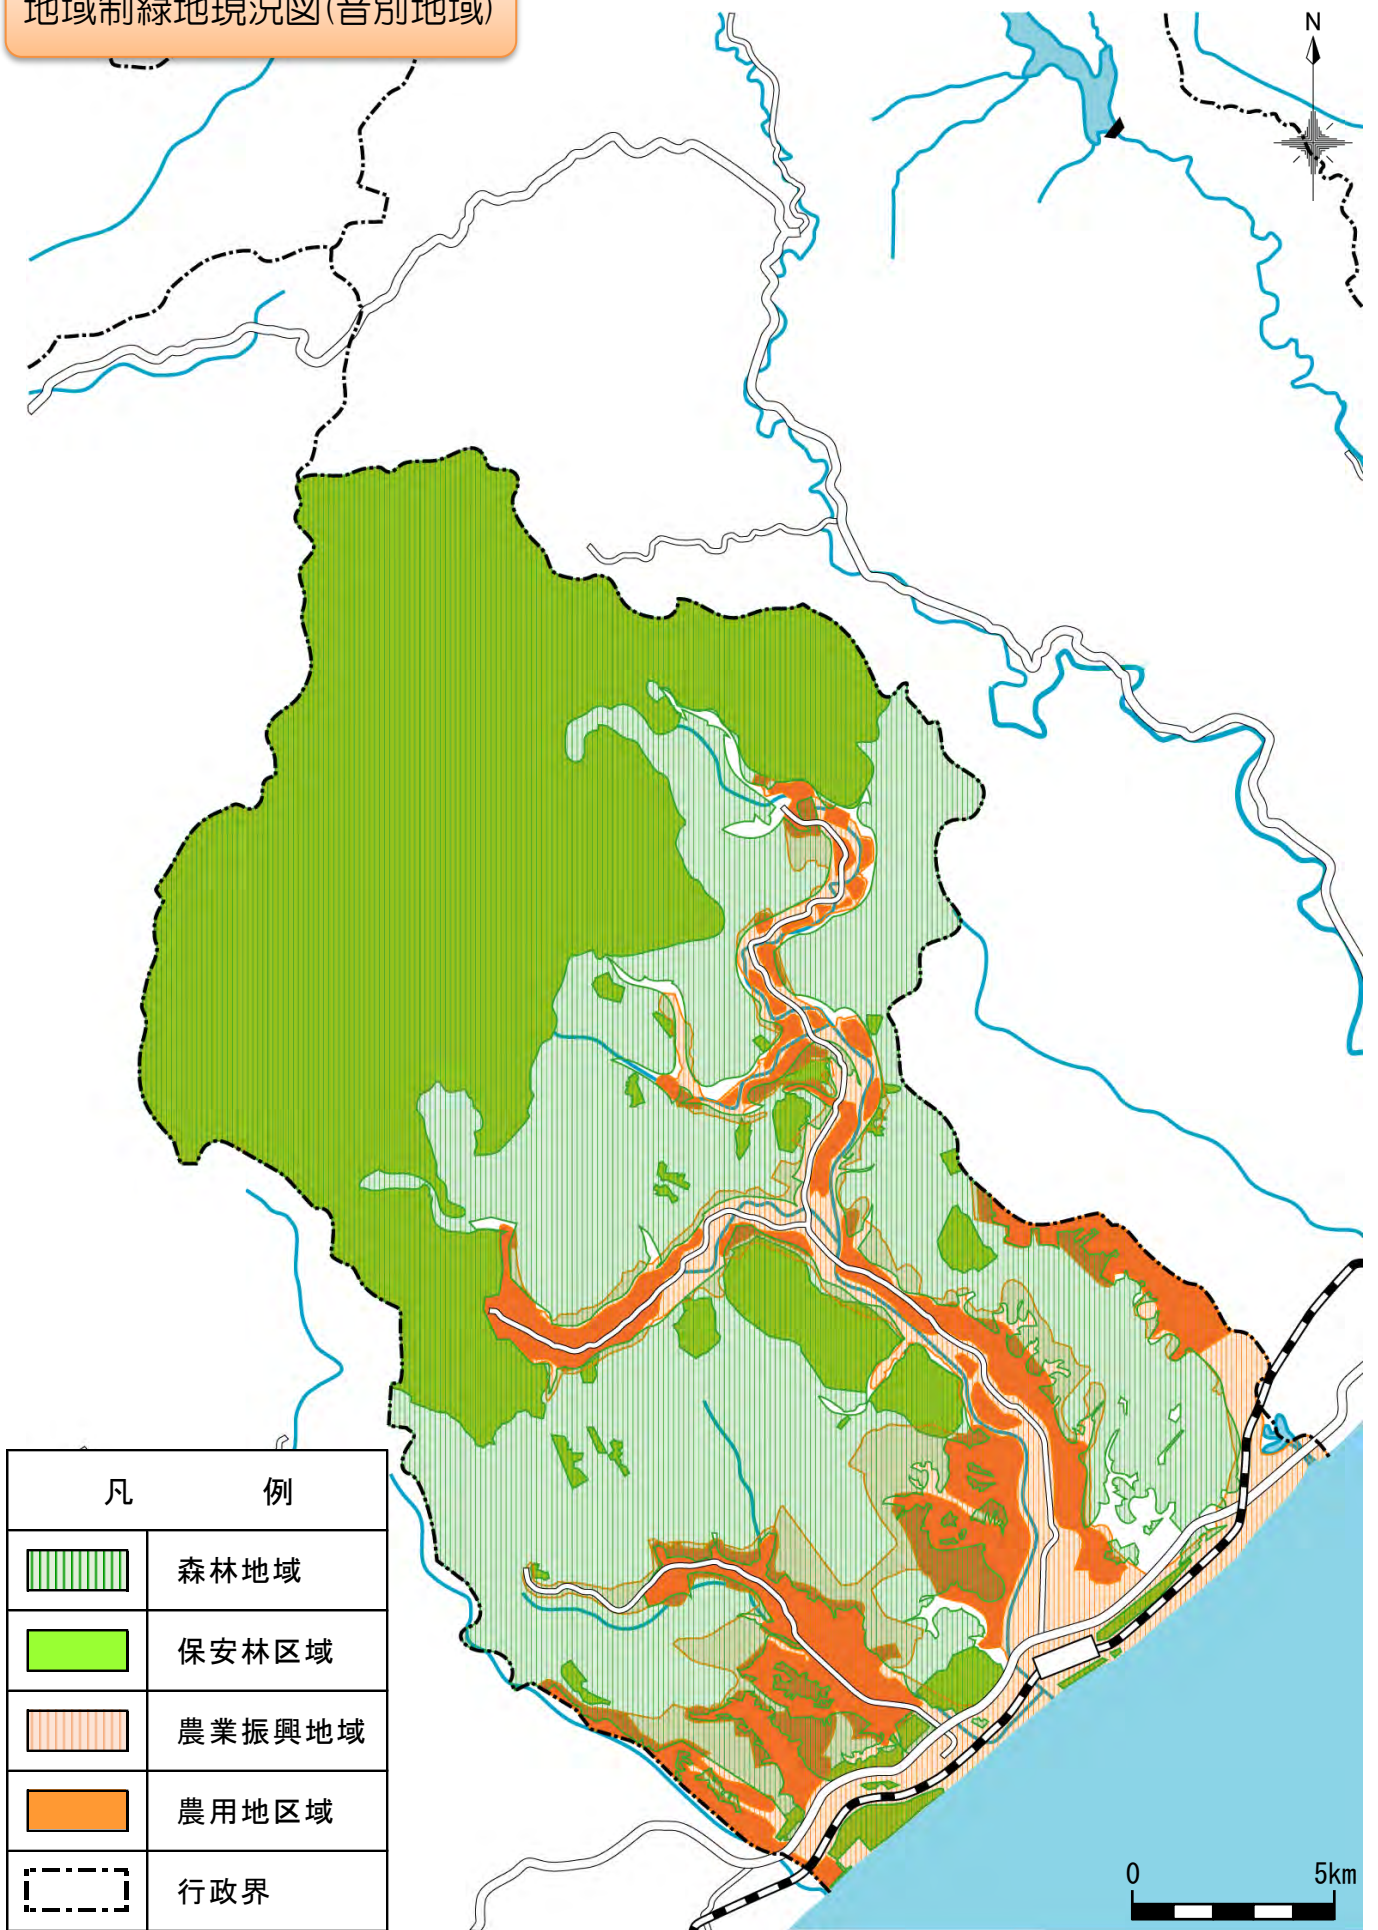 地域制緑地現況図(音別地域)
N
凡 例
森林地域
保安林区域
農業振興地域
農用地区域
行政界
0 5km